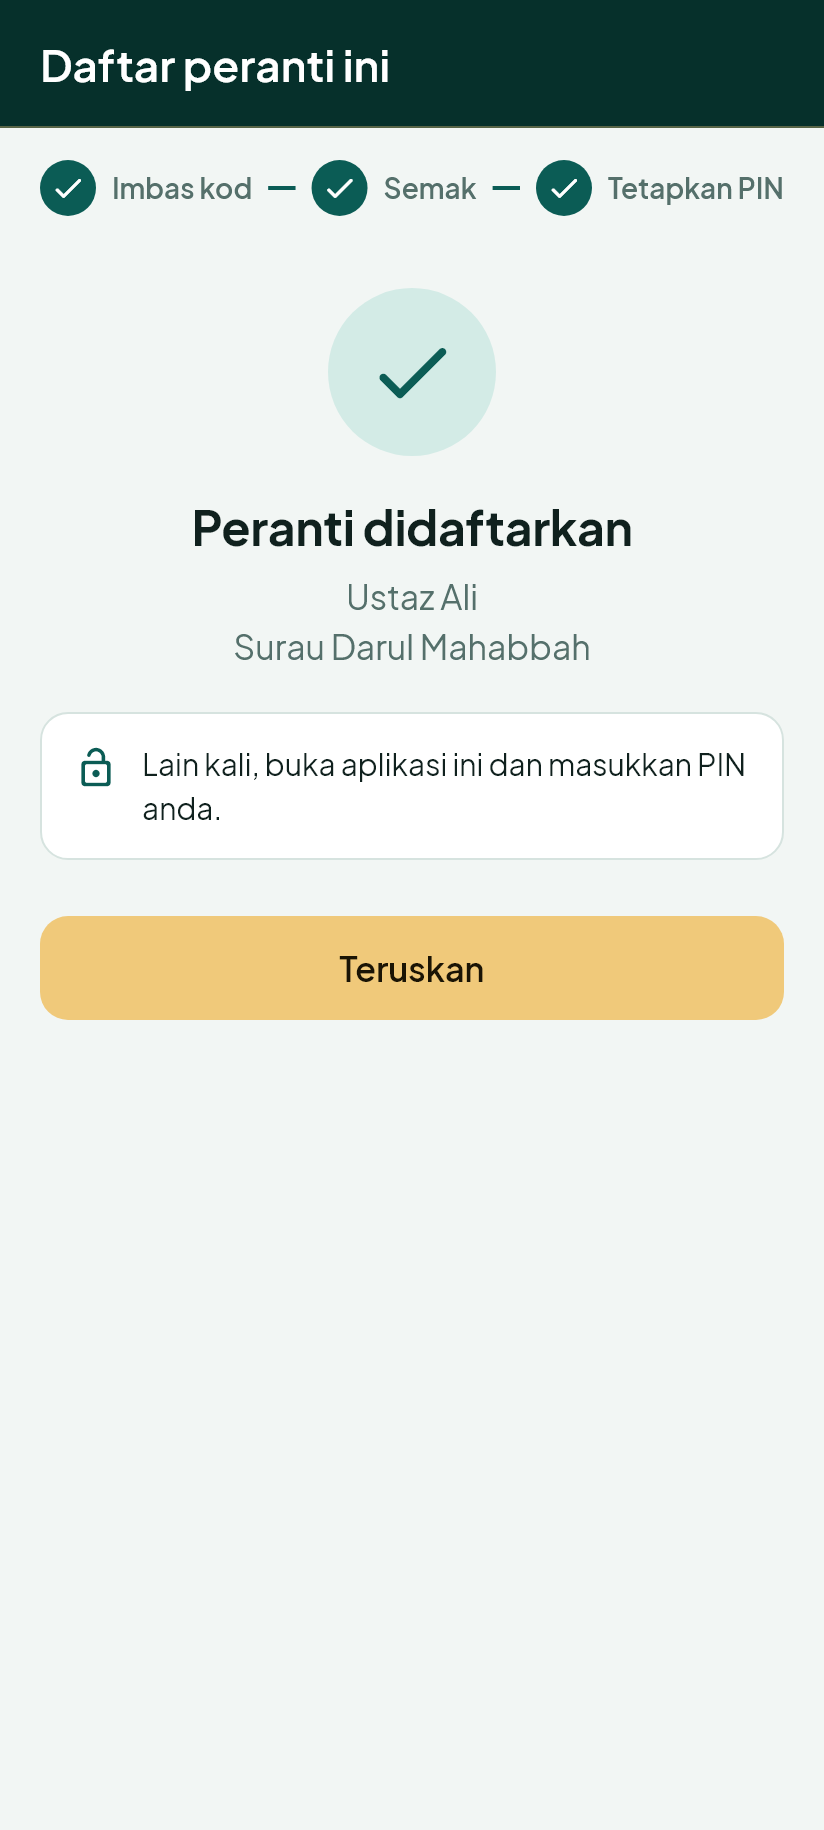 Daftar peranti ini
Imbas kod
Semak
Tetapkan PIN
Peranti didaftarkan
Ustaz Ali
Surau Darul Mahabbah
Lain kali, buka aplikasi ini dan masukkan PIN
anda.
Teruskan